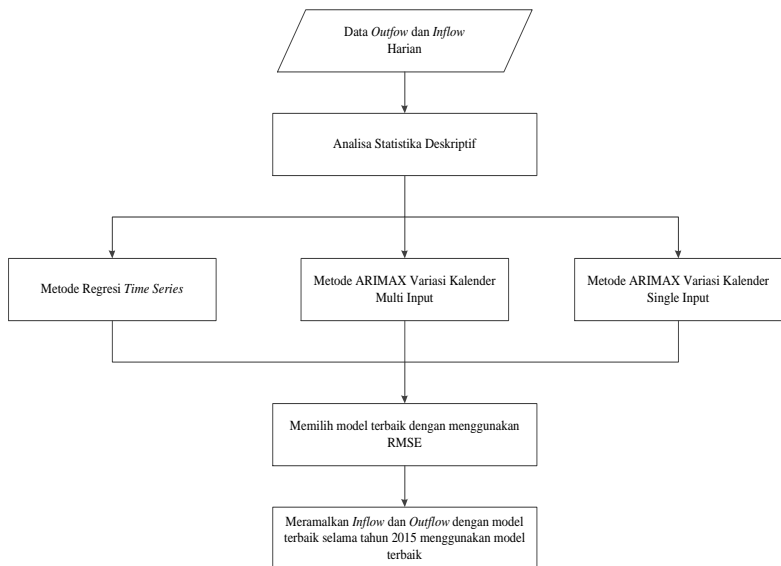 Data Outfow dan Inflow
Harian
Analisa Statistika Deskriptif
Metode Regresi Time Series
Metode ARIMAX Variasi Kalender
Multi Input
Metode ARIMAX Variasi Kalender
Single Input
Memilih model terbaik dengan menggunakan
RMSE
Meramalkan Inflow dan Outflow dengan model
terbaik selama tahun 2015 menggunakan model
terbaik